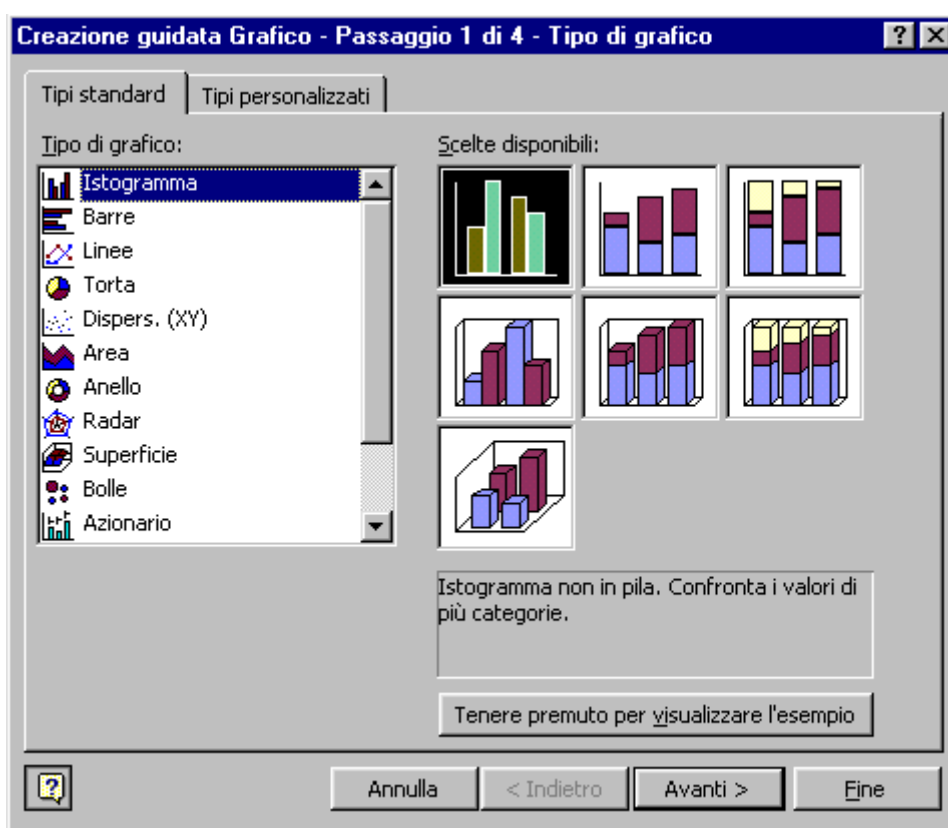 Creazione guidata Grafico - Passaggio 1 di 4 - Tipo di grafico
Tipi standard
Tipi personalizzati
Tipo di grafico:
Istogramma
Barre
Linee
Torta
Dispers. (XY)
Area
Anello
Radar
Superficie
Bolle
Azionario
Scelte disponibili:
Istogramma non in pila. Confronta i valori di
più categorie.
Tenere premuto per visualizzare l'esempio
Annulla
< Indietro
Avanti >
Fine